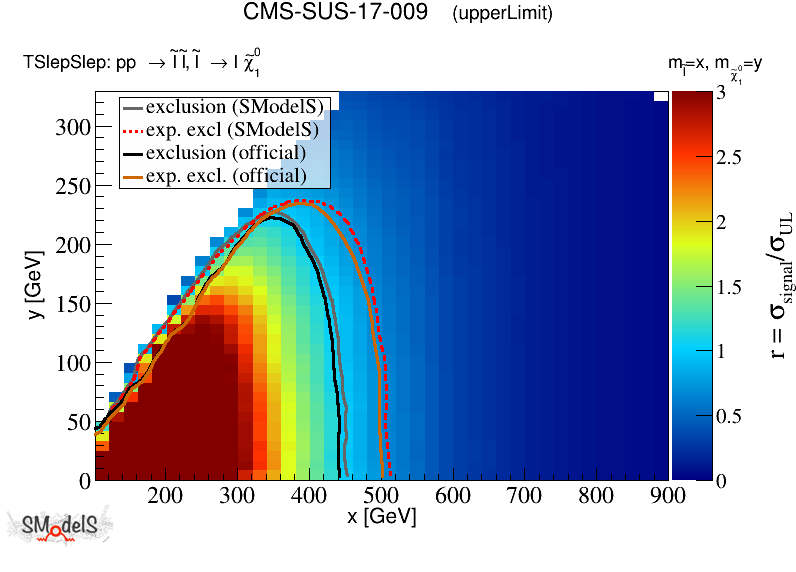 CMS-SUS-17-009 (upperLimit)
TSlepSlep: pp → l̃ l̃, l̃ → l χ̃⁰₁
m_l̃=x, m_χ̃⁰₁=y
exclusion (SModelS)
exp. excl (SModelS)
exclusion (official)
exp. excl. (official)
300
250
200
150
100
50
0
y [GeV]
200 300 400 500 600 700 800 900
x [GeV]
3
2.5
2
1.5
1
0.5
0
r = σ_signal/σ_UL
SModelS